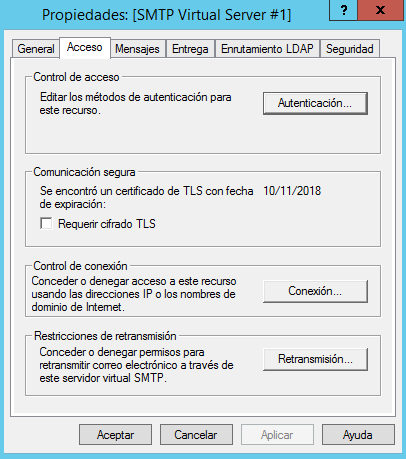 Propiedades: [SMTP Virtual Server #1]
?
x
General Acceso Mensajes Entrega Enrutamiento LDAP Seguridad
Control de acceso
Editar los métodos de autenticación para
este recurso.
Autenticación...
Comunicación segura
Se encontró un certificado de TLS con fecha
de expiración:
10/11/2018
Requerir cifrado TLS
Control de conexión
Conceder o denegar acceso a este recurso
usando las direcciones IP o los nombres de
dominio de Internet.
Conexión...
Restricciones de retransmisión
Conceder o denegar permisos para
retransmitir correo electrónico a través de
este servidor virtual SMTP.
Retransmisión...
Aceptar Cancelar Aplicar Ayuda